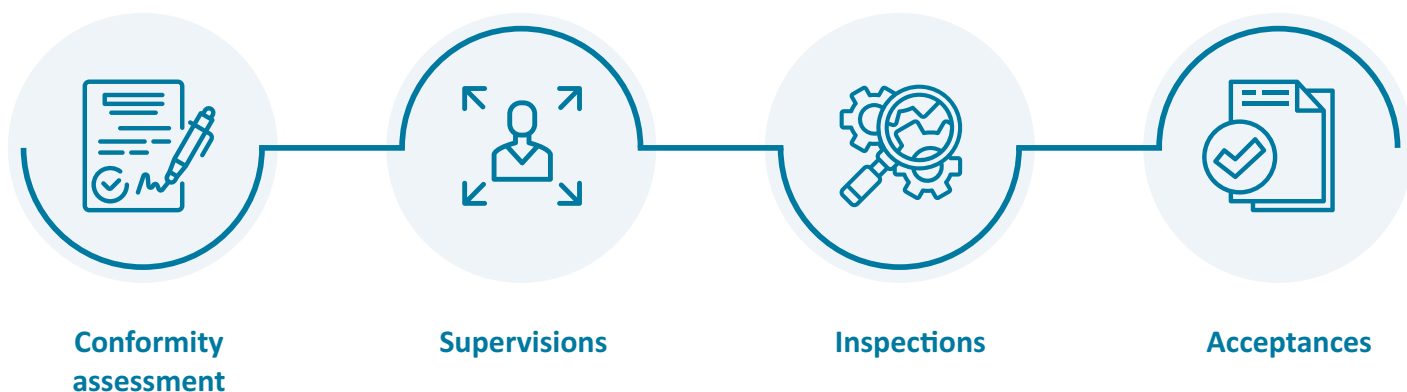 Conformity
assessment
Supervisions
Inspections
Acceptances